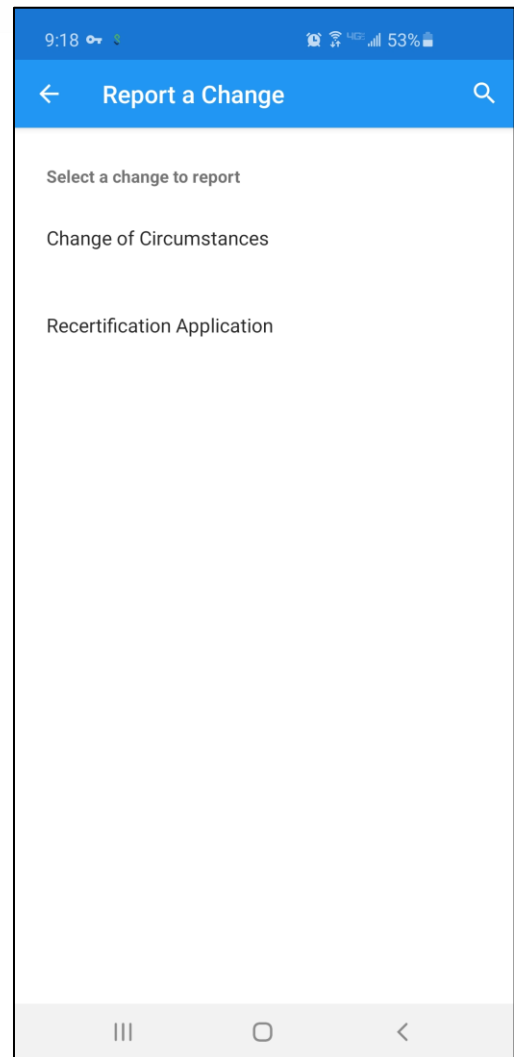 9:18 53%
Report a Change
Select a change to report
Change of Circumstances
Recertification Application